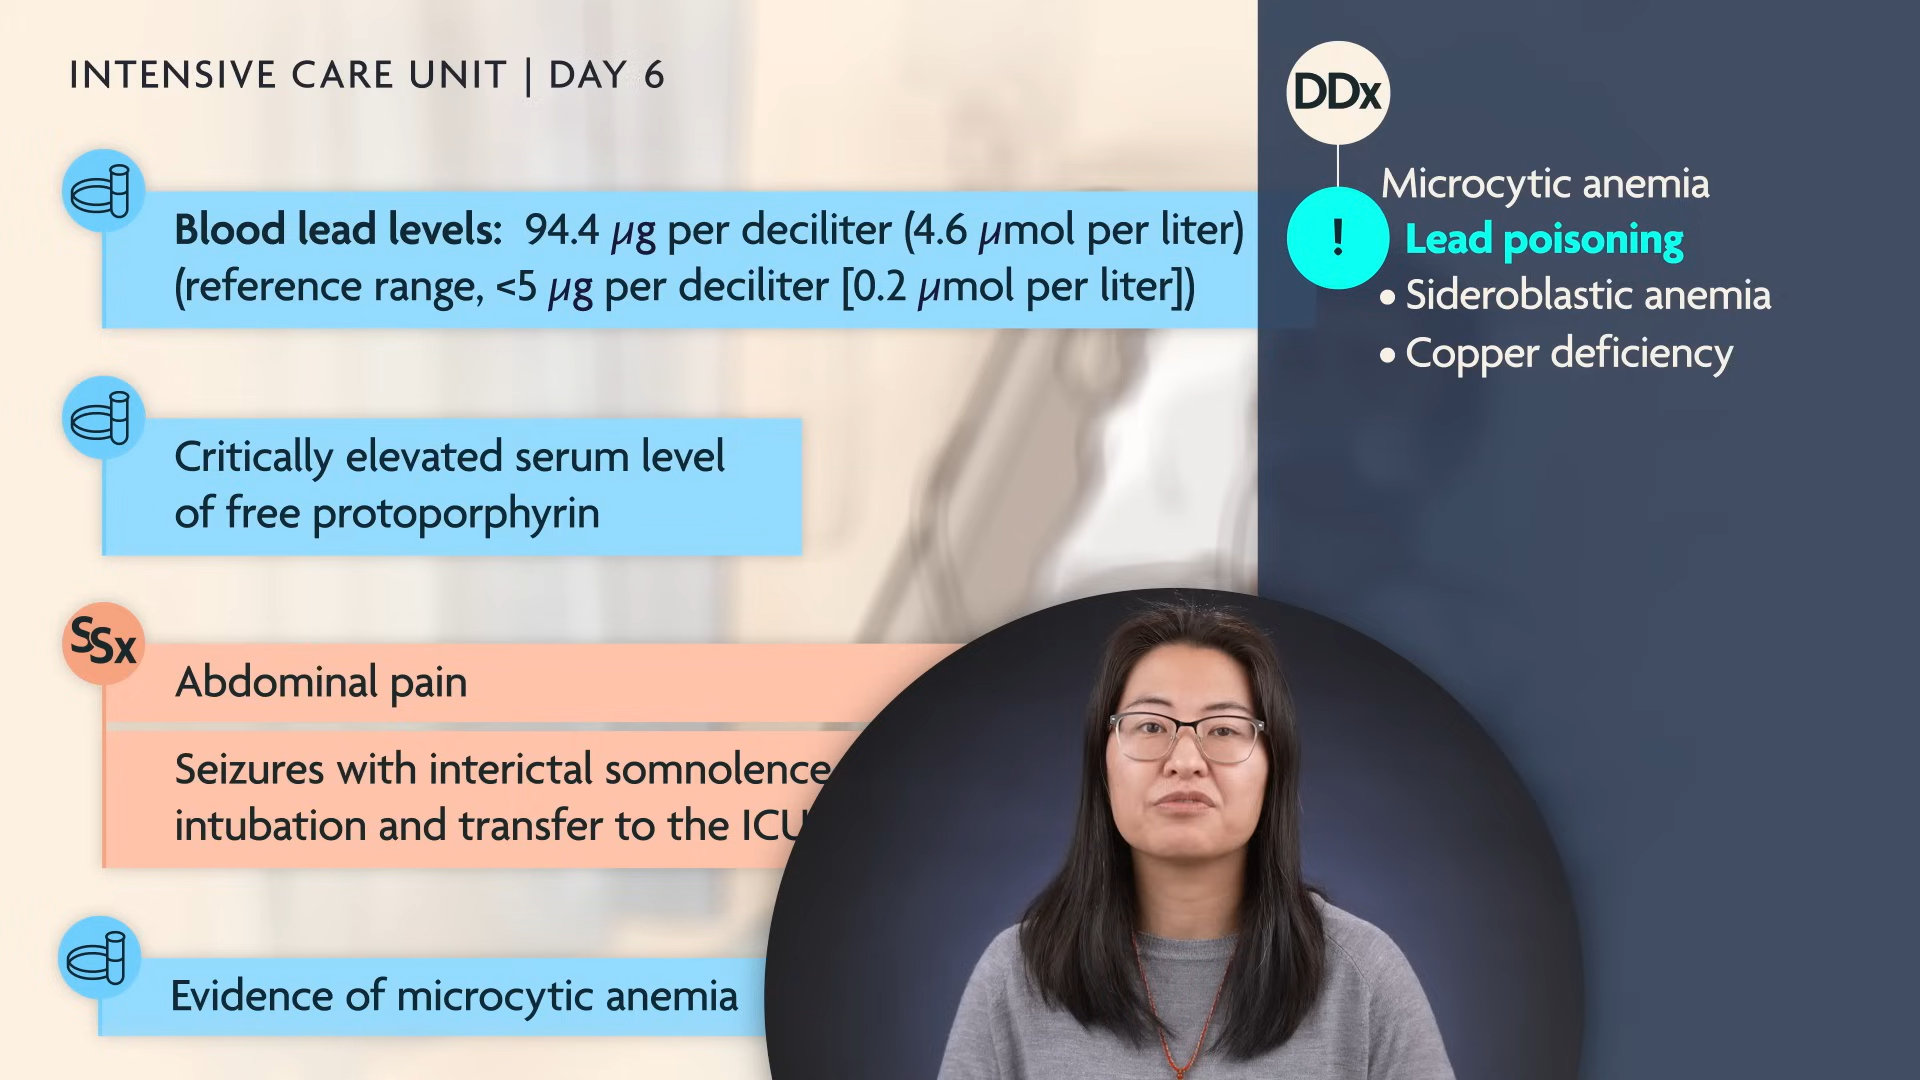 INTENSIVE CARE UNIT | DAY 6
Blood lead levels: 94.4 µg per deciliter (4.6 µmol per liter)
(reference range, <5 µg per deciliter [0.2 µmol per liter])
Critically elevated serum level
of free protoporphyrin
SSx
Abdominal pain
Seizures with interictal somnolence
intubation and transfer to the ICU
Evidence of microcytic anemia
DDx
Microcytic anemia
! Lead poisoning
• Sideroblastic anemia
• Copper deficiency